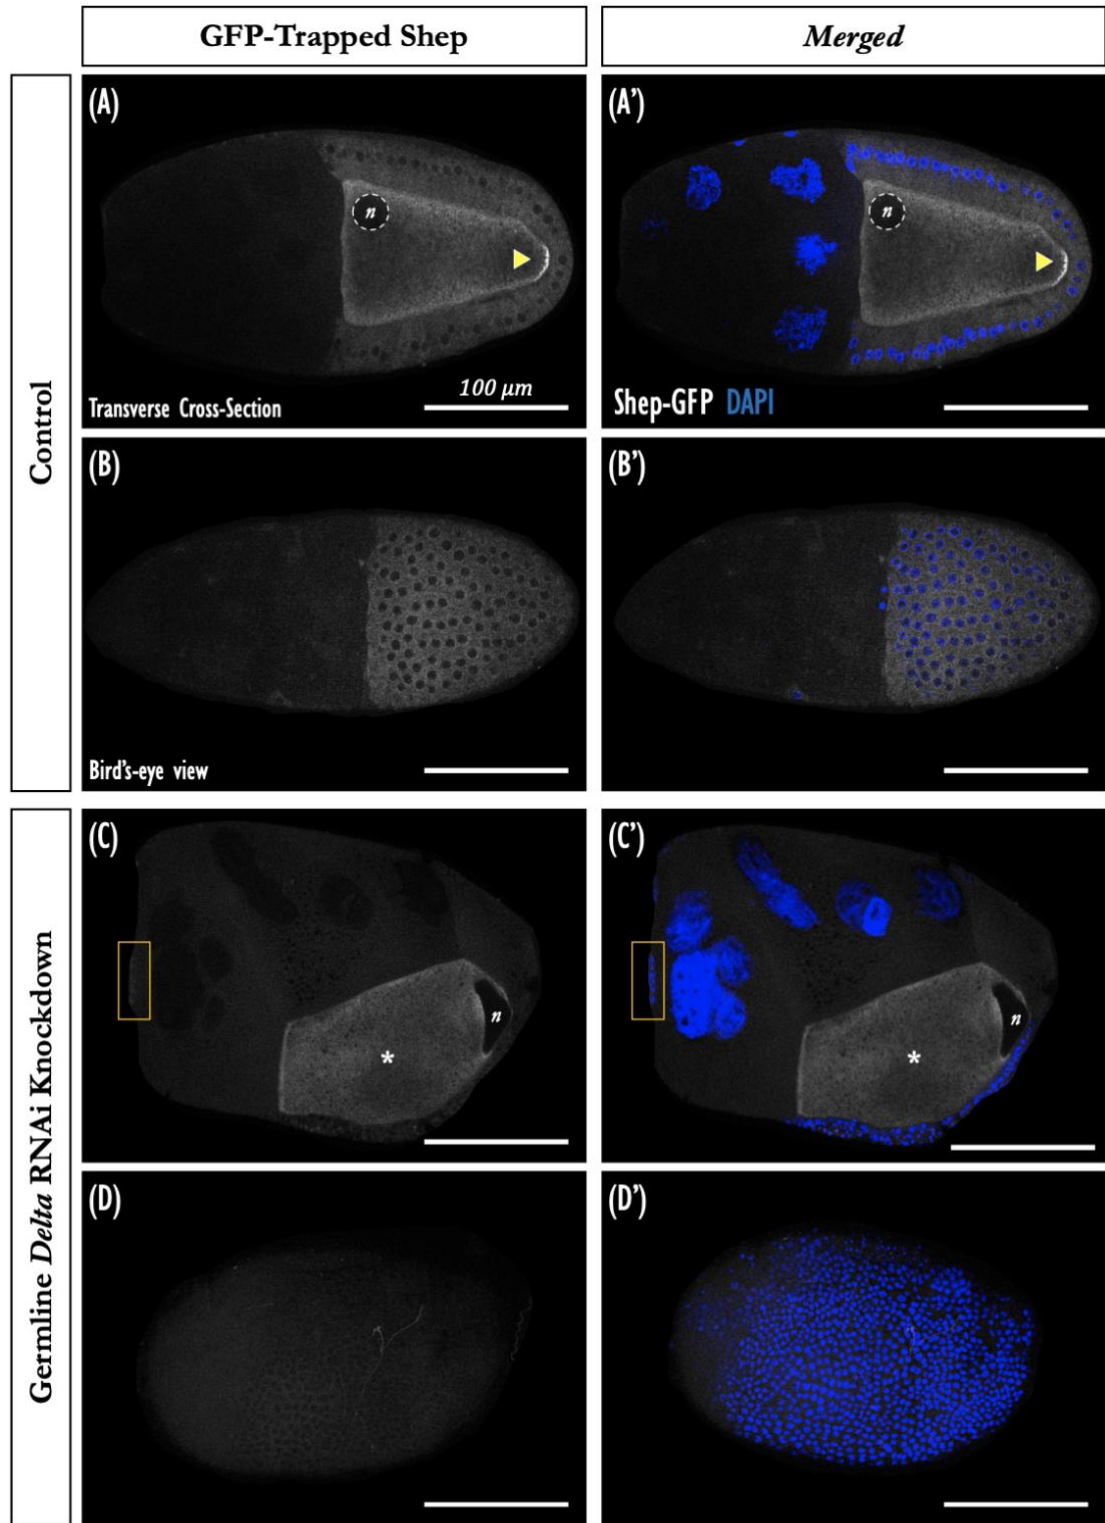 GFP-Trapped Shep
Merged
Control
(A)
n
Transverse Cross-Section
100 µm
(A')
n
Shep-GFP DAPI
(B)
Bird's-eye view
(B')
Germline Delta RNAi Knockdown
(C)
n
*
(C')
n
*
(D)
(D')